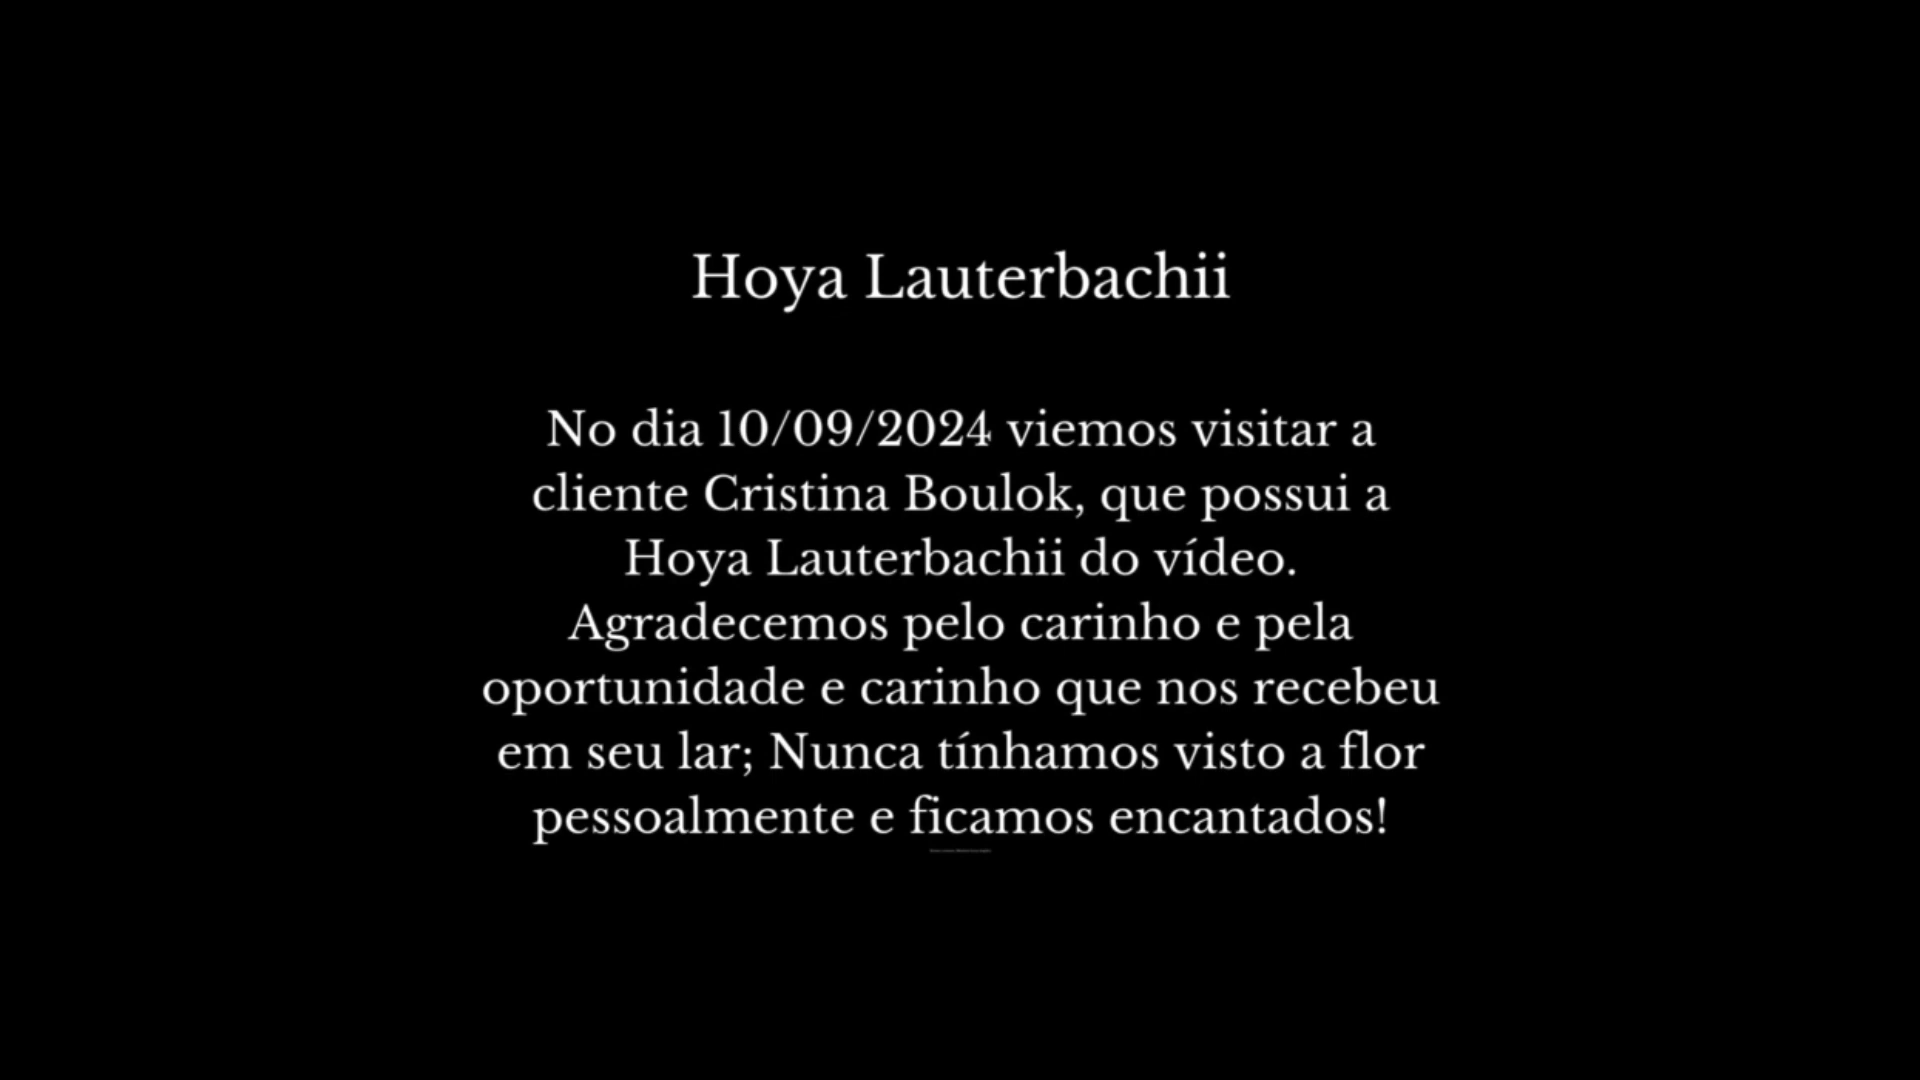 Hoya Lauterbachii
No dia 10/09/2024 viemos visitar a
cliente Cristina Boulok, que possui a
Hoya Lauterbachii do vídeo.
Agradecemos pelo carinho e pela
oportunidade e carinho que nos recebeu
em seu lar; Nunca tínhamos visto a flor
pessoalmente e ficamos encantados!